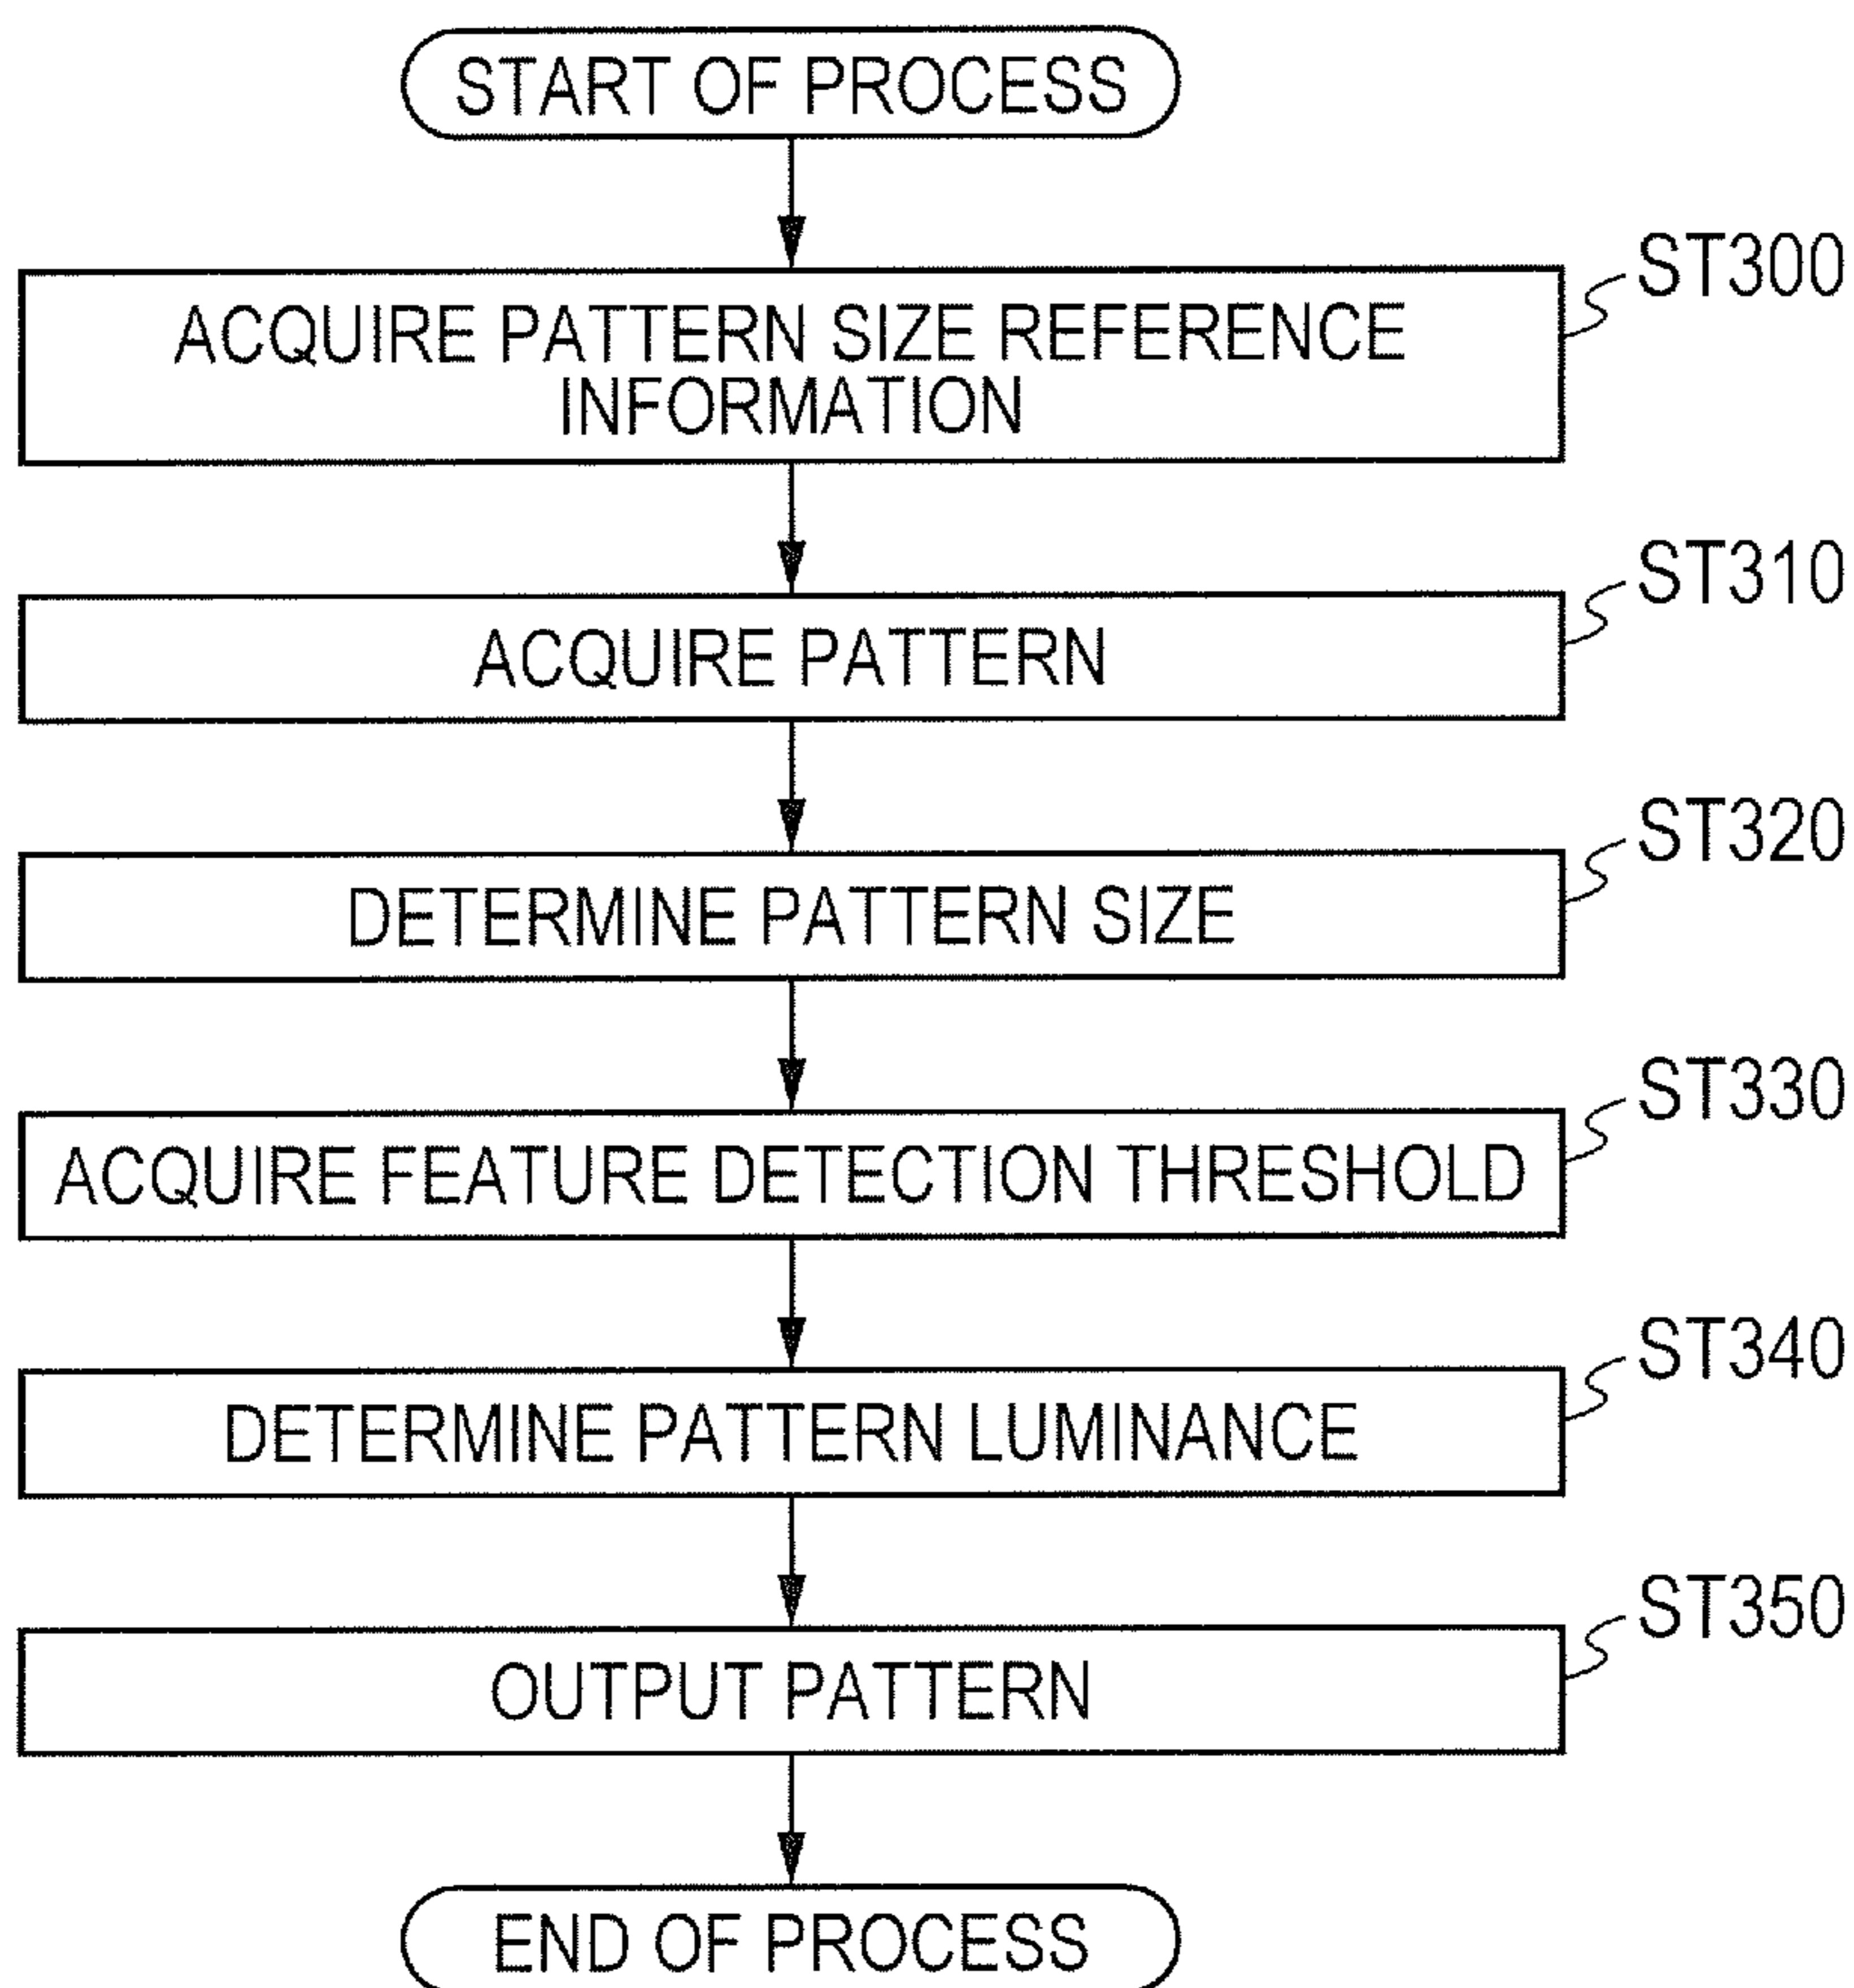 START OF PROCESS
ST300
ACQUIRE PATTERN SIZE REFERENCE
INFORMATION
ST310
ACQUIRE PATTERN
ST320
DETERMINE PATTERN SIZE
ST330
ACQUIRE FEATURE DETECTION THRESHOLD
ST340
DETERMINE PATTERN LUMINANCE
ST350
OUTPUT PATTERN
END OF PROCESS